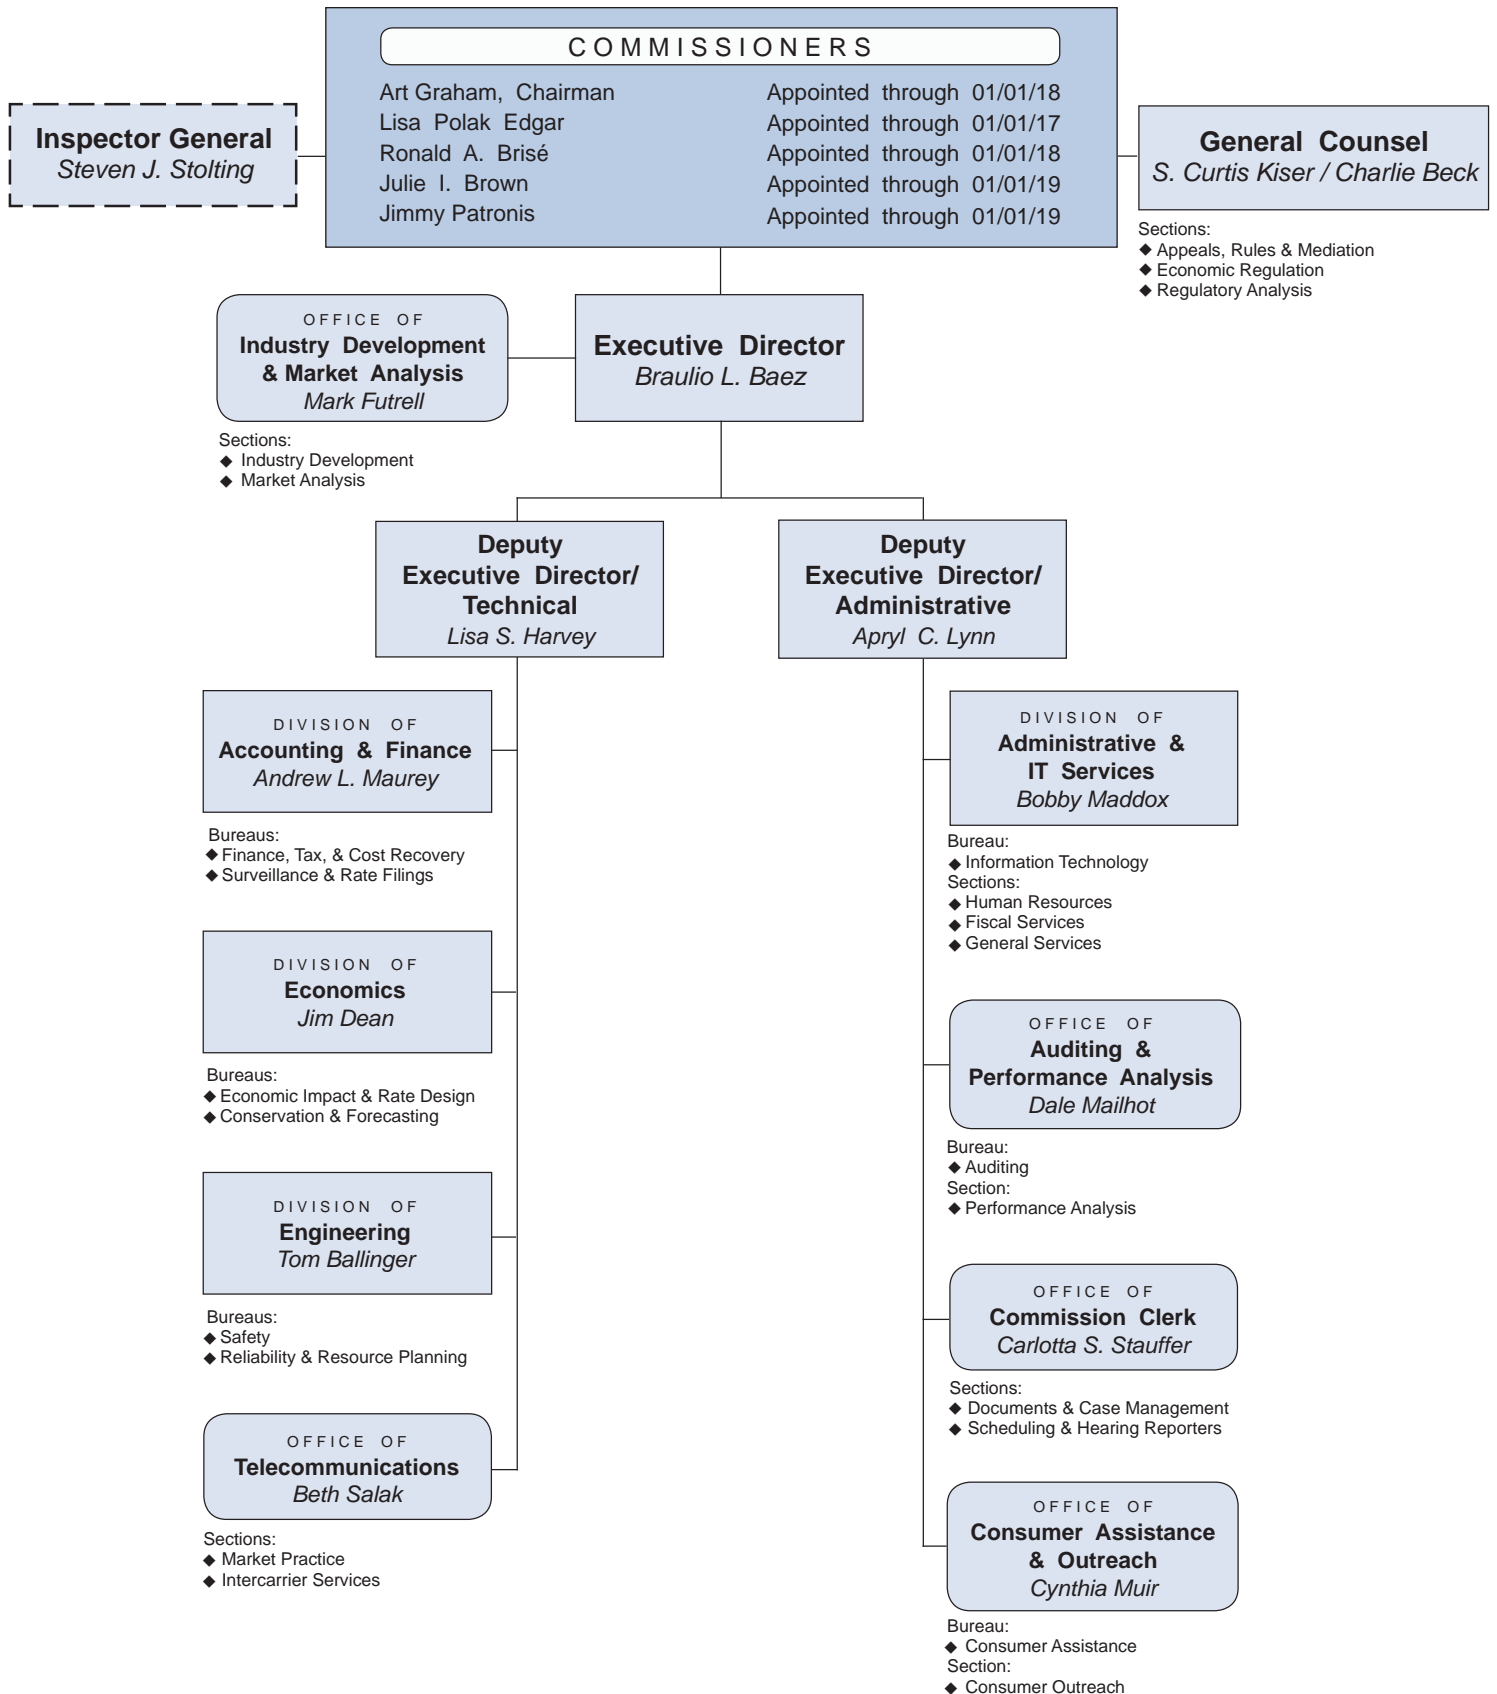 COMMISSIONERS
Art Graham, Chairman Appointed through 01/01/18
Lisa Polak Edgar Appointed through 01/01/17
Ronald A. Brisé Appointed through 01/01/18
Julie I. Brown Appointed through 01/01/19
Jimmy Patronis Appointed through 01/01/19
Inspector General
Steven J. Stolting
General Counsel
S. Curtis Kiser / Charlie Beck
Sections:
◆ Appeals, Rules & Mediation
◆ Economic Regulation
◆ Regulatory Analysis
OFFICE OF
Industry Development
& Market Analysis
Mark Futrell
Sections:
◆ Industry Development
◆ Market Analysis
Executive Director
Braulio L. Baez
Deputy
Executive Director/
Technical
Lisa S. Harvey
Deputy
Executive Director/
Administrative
Apryl C. Lynn
DIVISION OF
Accounting & Finance
Andrew L. Maurey
Bureaus:
◆ Finance, Tax, & Cost Recovery
◆ Surveillance & Rate Filings
DIVISION OF
Economics
Jim Dean
Bureaus:
◆ Economic Impact & Rate Design
◆ Conservation & Forecasting
DIVISION OF
Engineering
Tom Ballinger
Bureaus:
◆ Safety
◆ Reliability & Resource Planning
OFFICE OF
Telecommunications
Beth Salak
Sections:
◆ Market Practice
◆ Intercarrier Services
DIVISION OF
Administrative &
IT Services
Bobby Maddox
Bureau:
◆ Information Technology
Sections:
◆ Human Resources
◆ Fiscal Services
◆ General Services
OFFICE OF
Auditing &
Performance Analysis
Dale Mailhot
Bureau:
◆ Auditing
Section:
◆ Performance Analysis
OFFICE OF
Commission Clerk
Carlotta S. Stauffer
Sections:
◆ Documents & Case Management
◆ Scheduling & Hearing Reporters
OFFICE OF
Consumer Assistance
& Outreach
Cynthia Muir
Bureau:
◆ Consumer Assistance
Section:
◆ Consumer Outreach